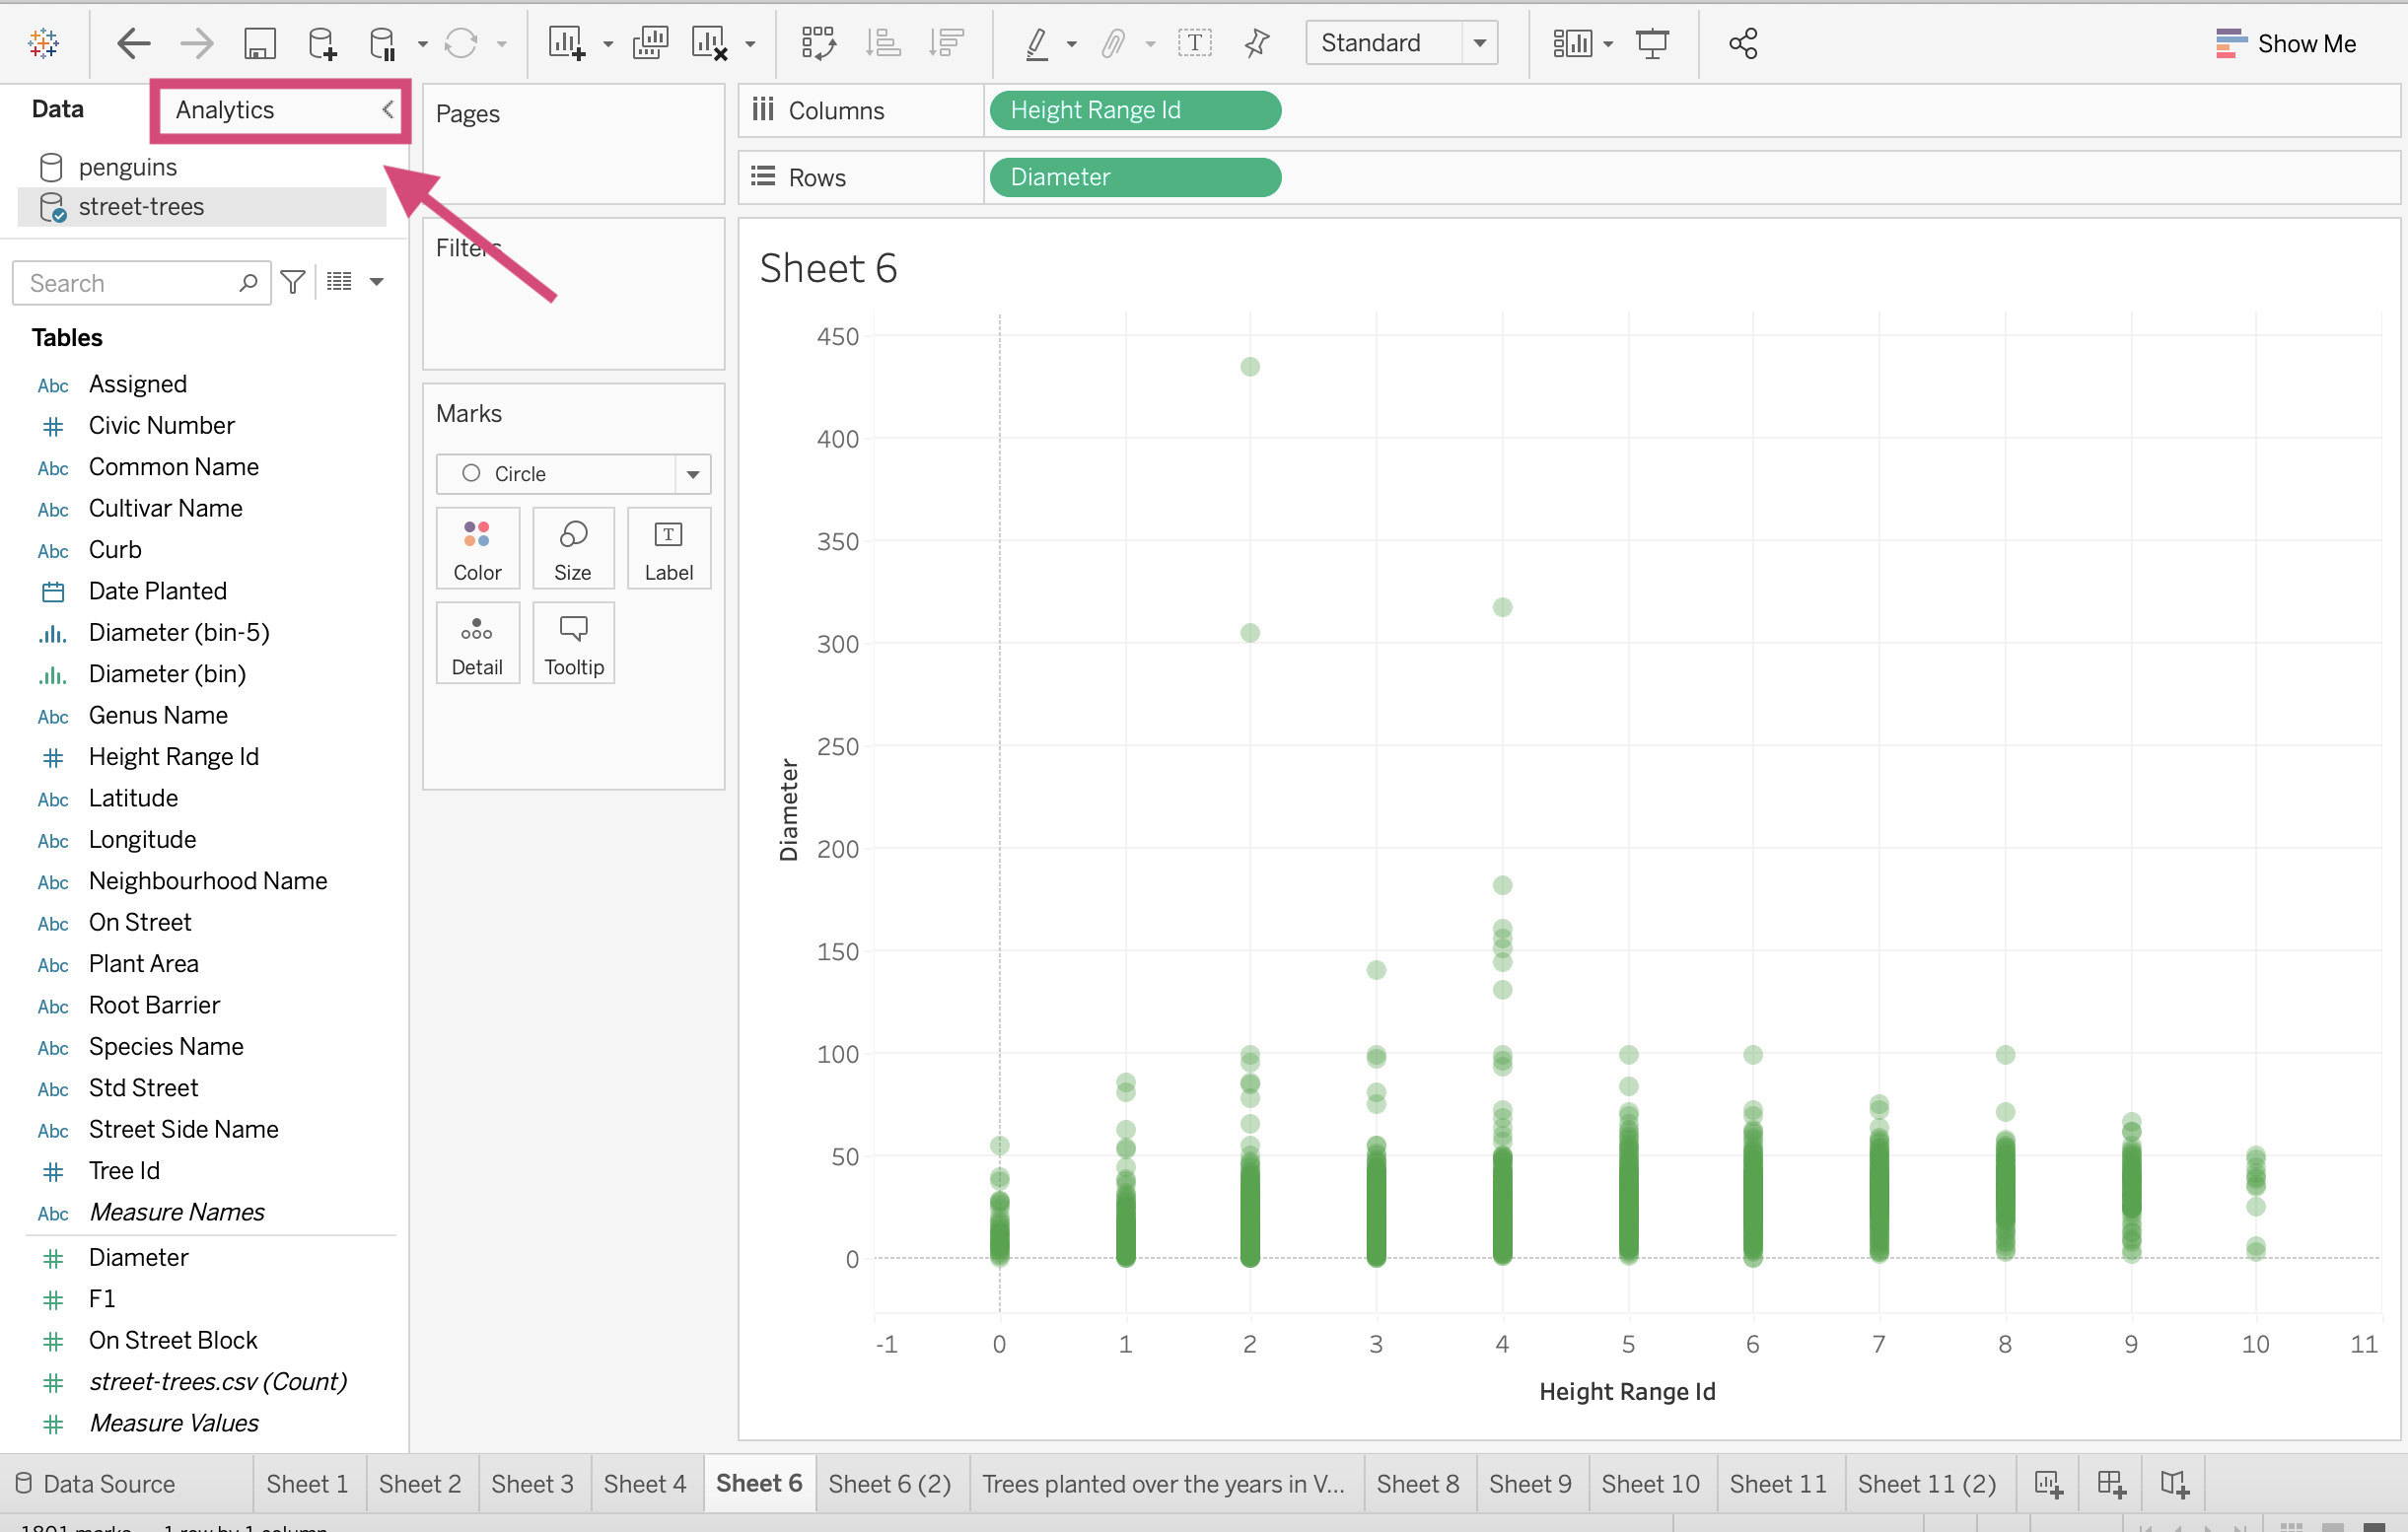 Standard
Show Me
Data
Analytics
penguins
street-trees
Search
Tables
Abc Assigned
Civic Number
Abc Common Name
Abc Cultivar Name
Abc Curb
Date Planted
Diameter (bin-5)
Diameter (bin)
Abc Genus Name
Height Range Id
Abc Latitude
Abc Longitude
Abc Neighbourhood Name
Abc On Street
Abc Plant Area
Abc Root Barrier
Abc Species Name
Abc Std Street
Abc Street Side Name
Tree Id
Abc Measure Names
Diameter
F1
On Street Block
street-trees.csv (Count)
Measure Values
Pages
Filters
Marks
Circle
Color Size Label
Detail Tooltip
Columns Height Range Id
Rows Diameter
Sheet 6
450
400
350
300
250
200
150
100
50
0
Diameter
-1 0 1 2 3 4 5 6 7 8 9 10 11
Height Range Id
Data Source Sheet 1 Sheet 2 Sheet 3 Sheet 4 Sheet 6 Sheet 6 (2) Trees planted over the years in V... Sheet 8 Sheet 9 Sheet 10 Sheet 11 Sheet 11 (2)
1801 marks 1 row by 1 column